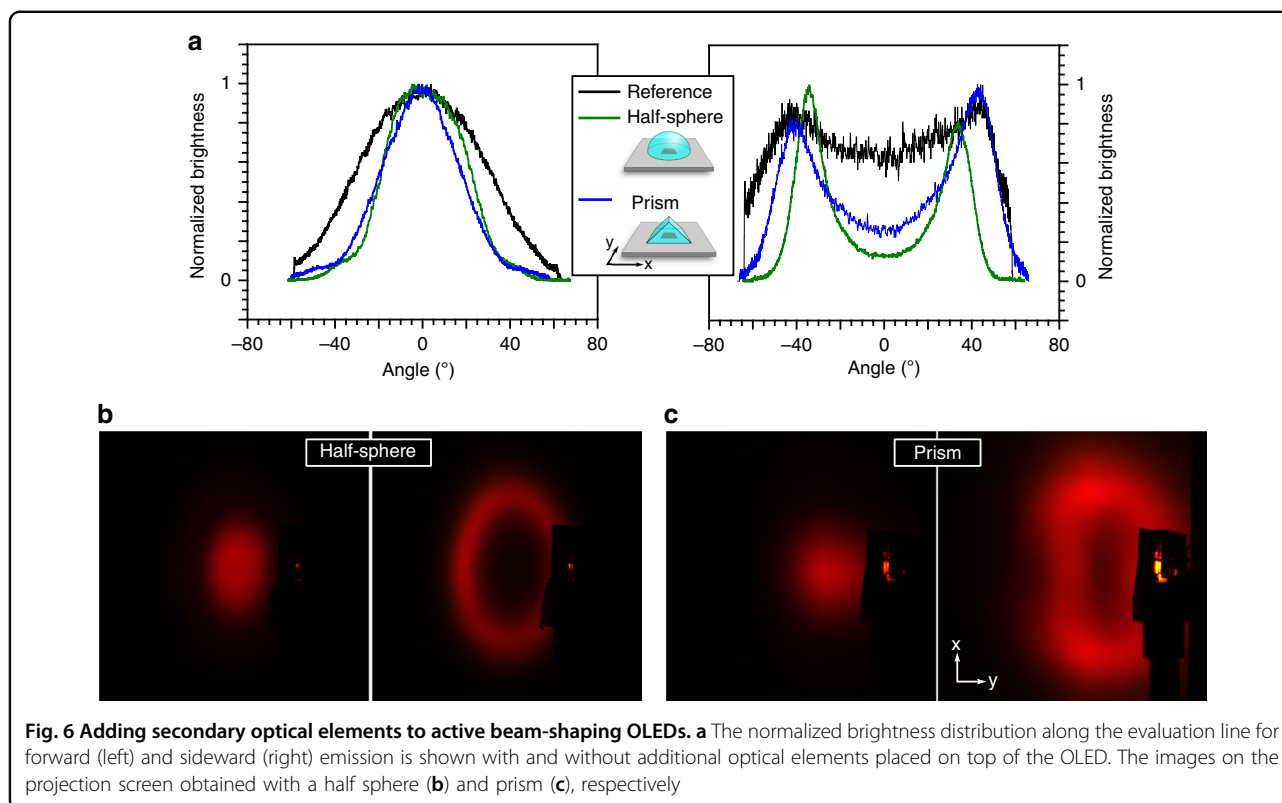 a
1
0
Normalized brightness
–80
–40
0
40
80
Angle (°)
Reference
Half-sphere
Prism
y
x
1
0
Normalized brightness
–80
–40
0
40
80
Angle (°)
b
Half-sphere
c
Prism
x
y
Fig. 6 Adding secondary optical elements to active beam-shaping OLEDs. a The normalized brightness distribution along the evaluation line for
forward (left) and sideward (right) emission is shown with and without additional optical elements placed on top of the OLED. The images on the
projection screen obtained with a half sphere (b) and prism (c), respectively